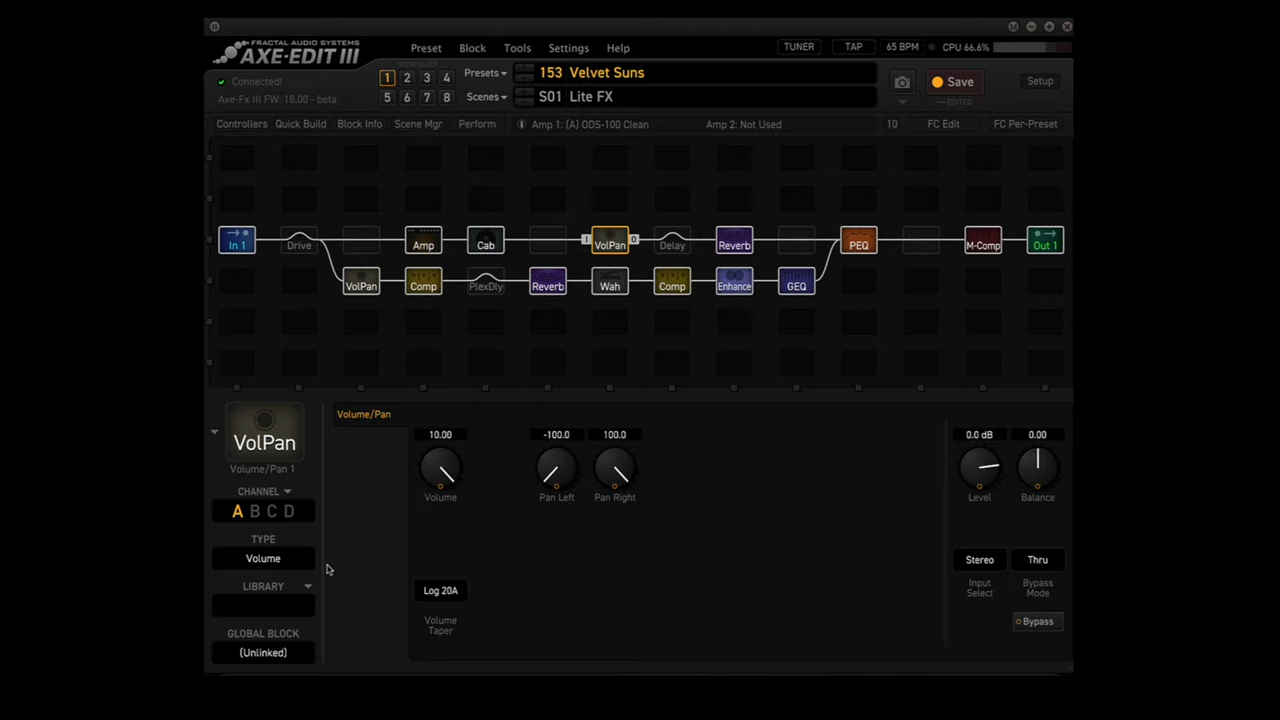 FRACTAL AUDIO SYSTEMS
AXE-EDIT III
Preset Block Tools Settings Help
TUNER TAP 65 BPM CPU 66.6%
Connected!
Axe-Fx III FW: 18.00 - beta
1 2 3 4
5 6 7 8
Presets 153 Velvet Suns
Scenes S01 Lite FX
Save
EDITED
Setup
Controllers Quick Build Block Info Scene Mgr Perform Amp 1: (A) ODS-100 Clean Amp 2: Not Used 10 FC Edit FC Per-Preset
In 1 Drive Amp Cab I VolPan O Delay Reverb PEQ M-Comp Out 1
VolPan Comp PlexDly Reverb Wah Comp Enhance GEQ
VolPan
Volume/Pan 1
CHANNEL
A B C D
TYPE
Volume
LIBRARY
GLOBAL BLOCK
(Unlinked)
Volume/Pan
10.00 -100.0 100.0 0.0 dB 0.00
Volume Pan Left Pan Right Level Balance
Log 20A
Volume
Taper
Stereo Thru
Input
Select
Bypass
Mode
Bypass